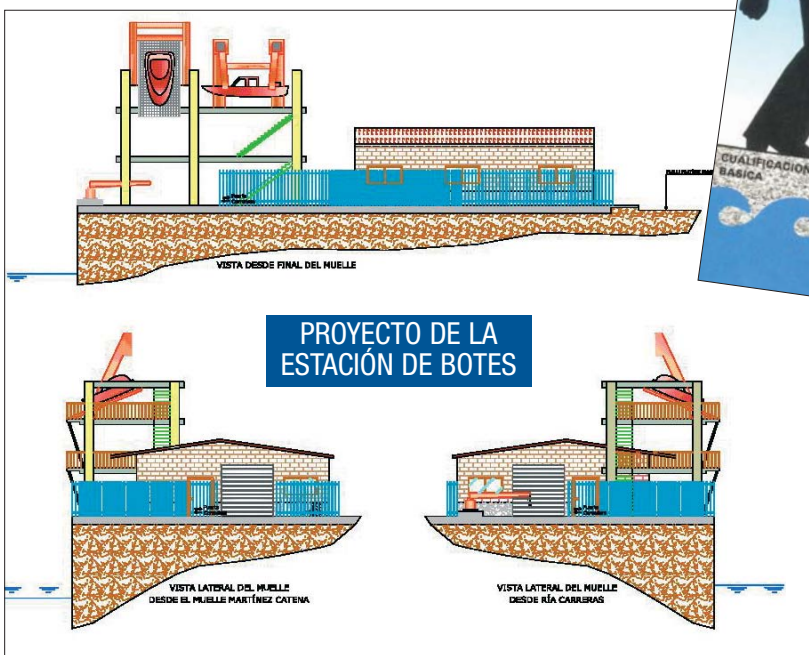 CUALIFICACION
BASICA
VISTA DESDE FINAL DEL MUELLE
PROYECTO DE LA
ESTACIÓN DE BOTES
VISTA LATERAL DEL MUELLE
DESDE EL MUELLE MARTÍNEZ CATENA
VISTA LATERAL DEL MUELLE
DESDE RÍA CARRERAS